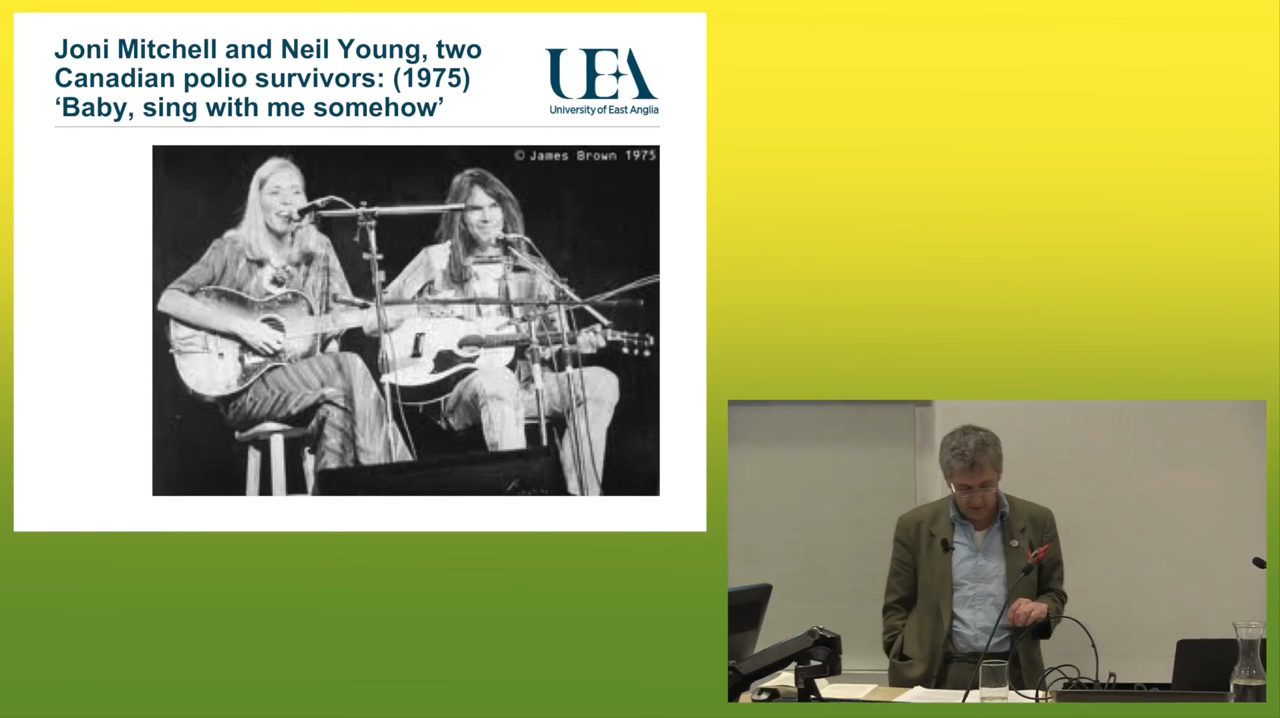 Joni Mitchell and Neil Young, two
Canadian polio survivors: (1975)
‘Baby, sing with me somehow’
UEA
University of East Anglia
© James Brown 1975